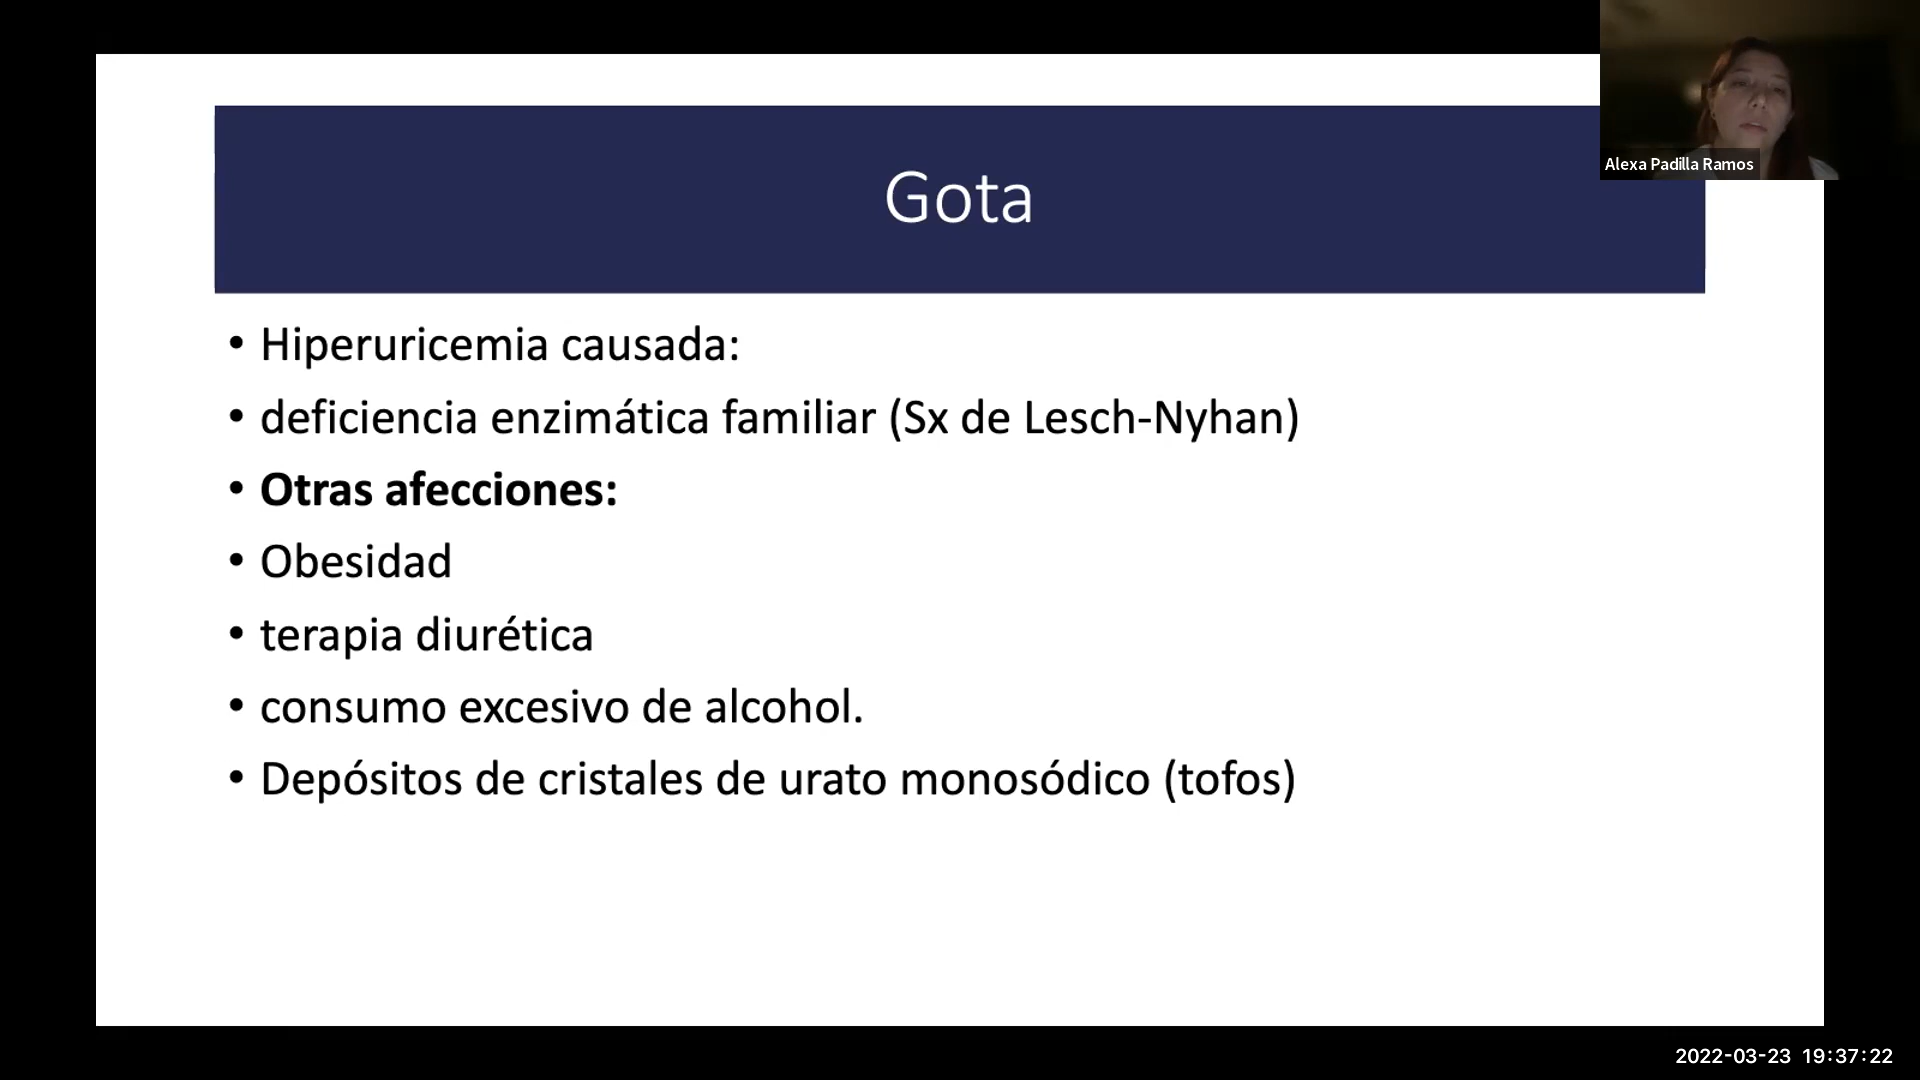 Alexa Padilla Ramos
Gota
• Hiperuricemia causada:
• deficiencia enzimática familiar (Sx de Lesch-Nyhan)
• Otras afecciones:
• Obesidad
• terapia diurética
• consumo excesivo de alcohol.
• Depósitos de cristales de urato monosódico (tofos)
2022-03-23 19:37:22